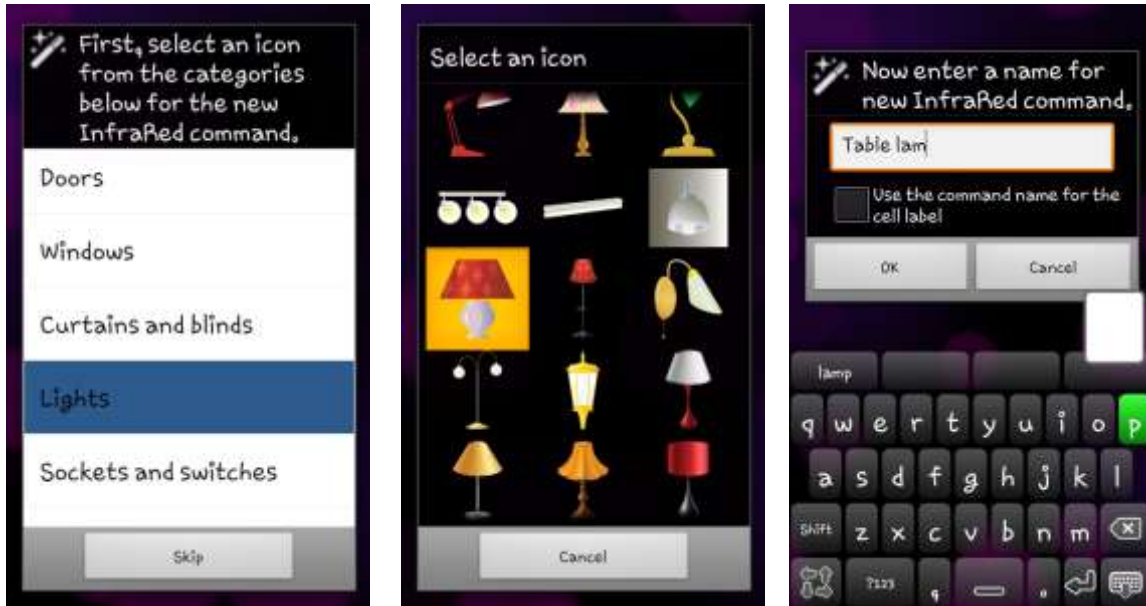 First, select an icon
from the categories
below for the new
InfraRed command.
Doors
Windows
Curtains and blinds
Lights
Sockets and switches
Skip
Select an icon
Cancel
Now enter a name for
new InfraRed command.
Table lam
Use the command name for the
cell label
OK
Cancel
lamp
q w e r t y u i o p
a s d f g h j k l
Shift z x c v b n m
?123 , .